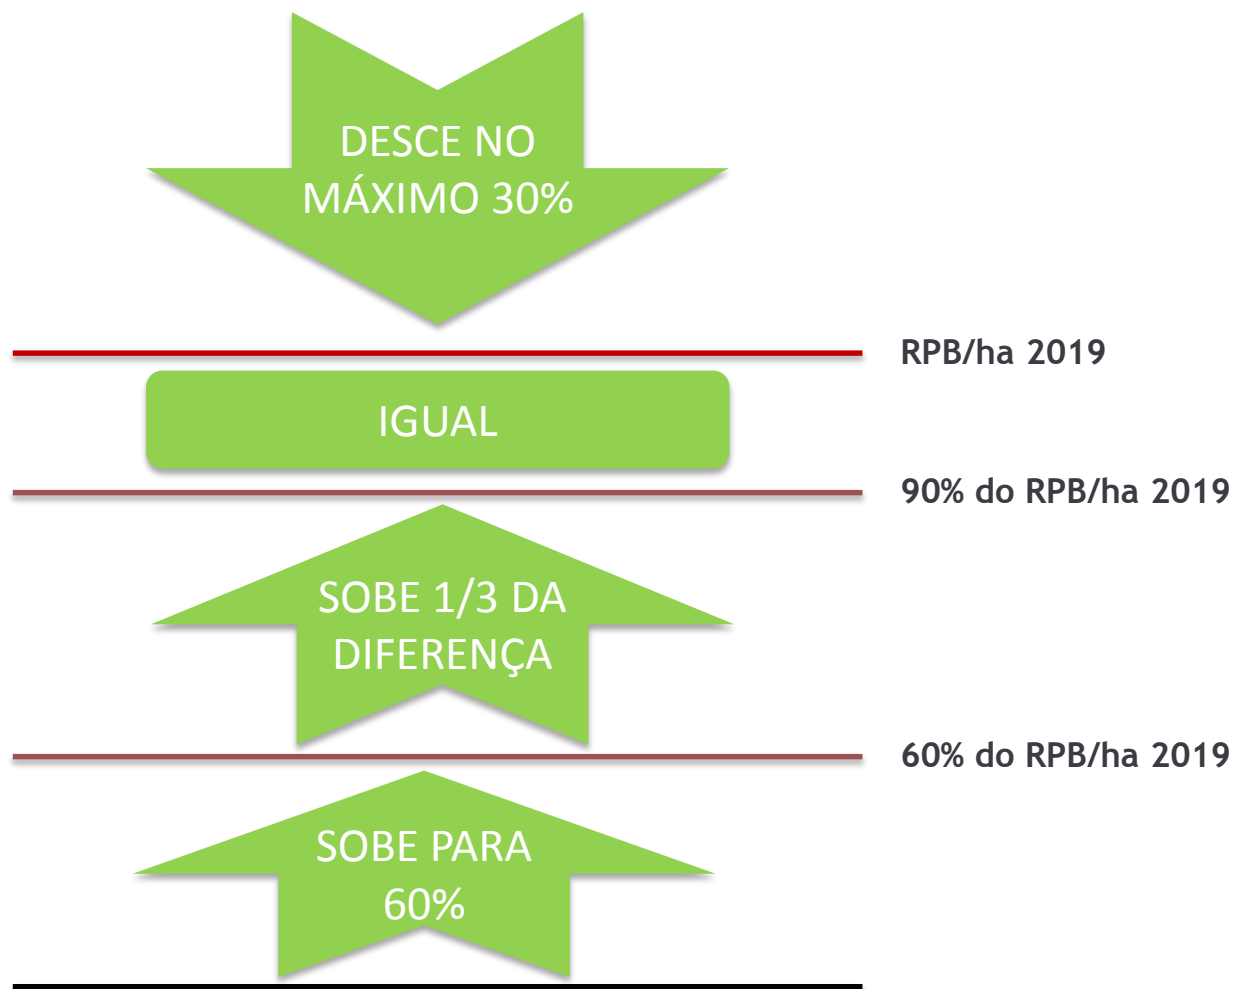 DESCE NO
MÁXIMO 30%
RPB/ha 2019
IGUAL
90% do RPB/ha 2019
SOBE 1/3 DA
DIFERENÇA
60% do RPB/ha 2019
SOBE PARA
60%